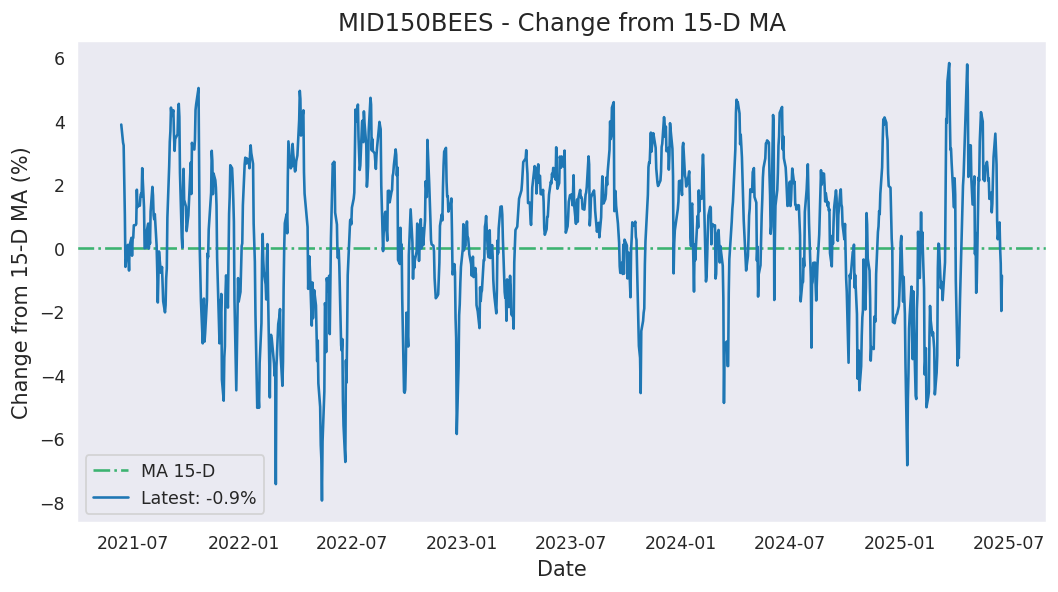 MID150BEES - Change from 15-D MA
Change from 15-D MA (%)
6
4
2
0
−2
−4
−6
−8
MA 15-D
Latest: -0.9%
2021-07 2022-01 2022-07 2023-01 2023-07 2024-01 2024-07 2025-01 2025-07
Date